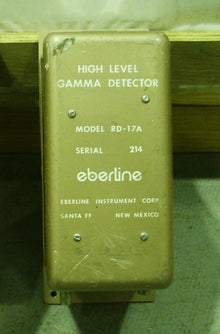 HIGH LEVEL
GAMMA DETECTOR
MODEL RD-17A
SERIAL 214
eberline
EBERLINE INSTRUMENT CORP
SANTA FE NEW MEXICO